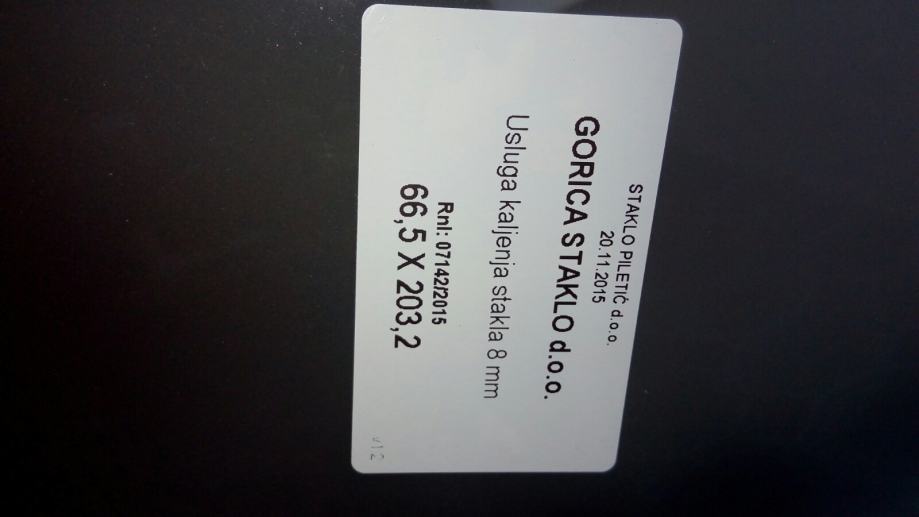 STAKLO PILETIĆ d.o.o.
20.11.2015
GORICA STAKLO d.o.o.
Usluga kaljenja stakla 8 mm
Rnl: 07142/2015
66,5 X 203,2
v12